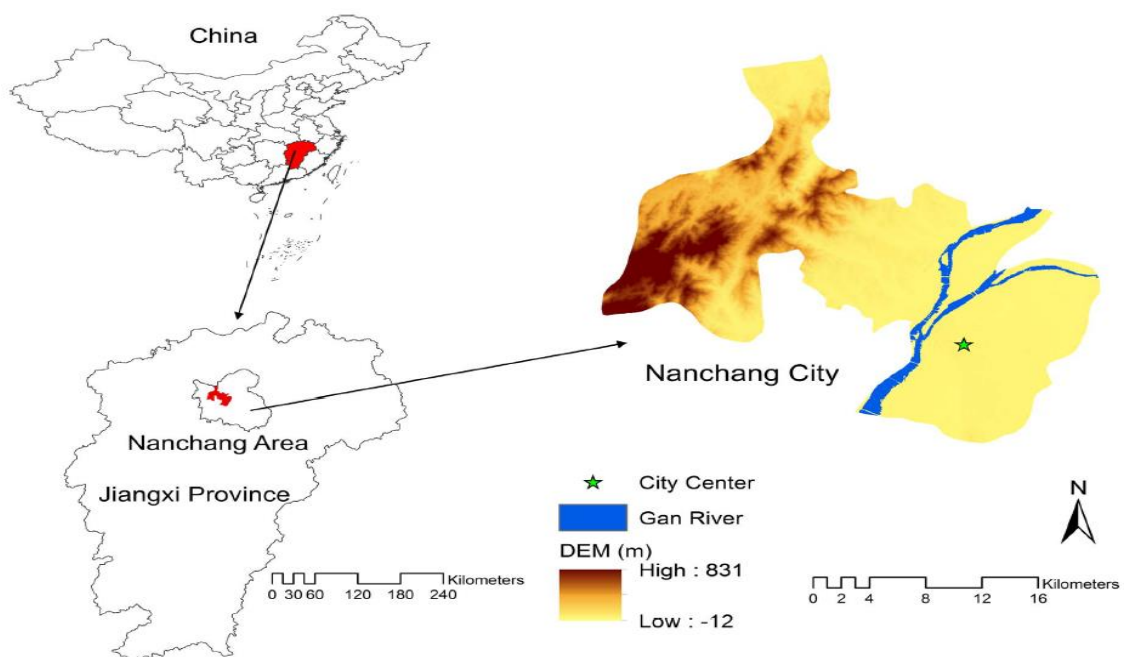 China
Nanchang City
Nanchang Area
Jiangxi Province
Kilometers
0 30 60 120 180 240
City Center
Gan River
DEM (m)
High : 831
Low : -12
N
Kilometers
0 2 4 8 12 16